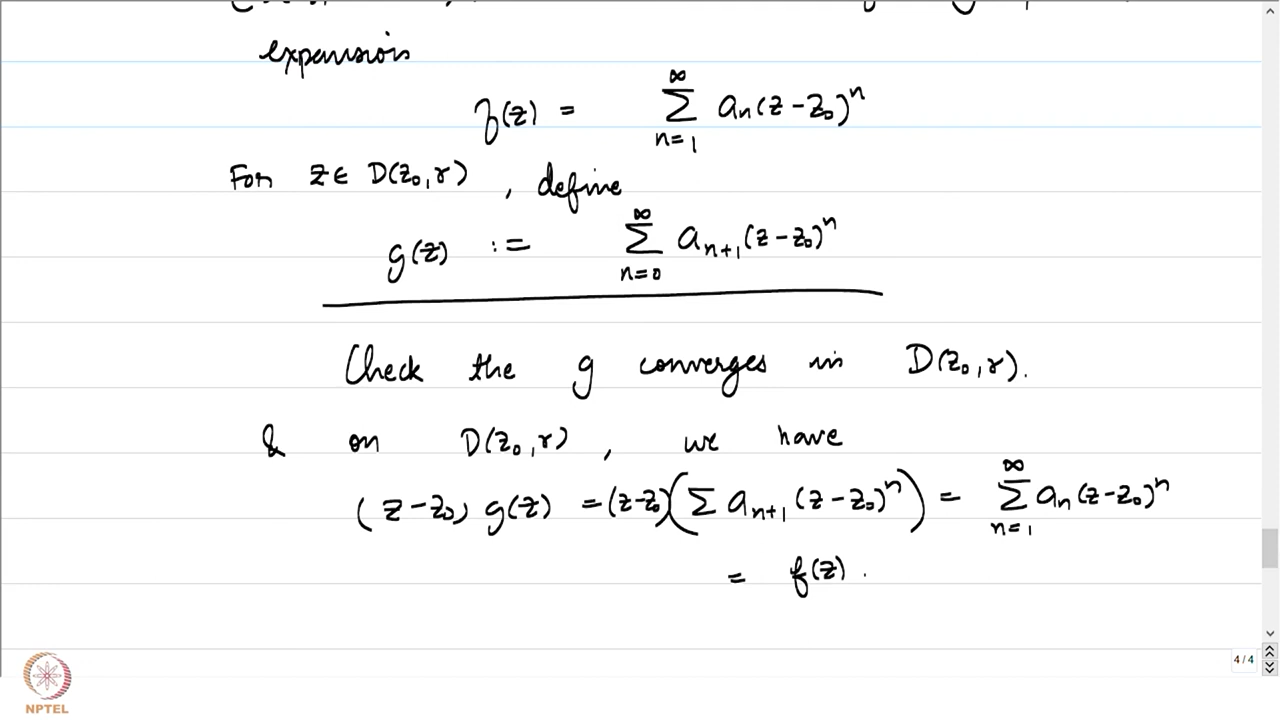 expansion
f(z) = ∑_{n=1}^{∞} a_n (z-z_0)^n
For z ∈ D(z_0, r), define
g(z) := ∑_{n=0}^{∞} a_{n+1} (z-z_0)^n
Check the g converges in D(z_0, r).
& on D(z_0, r), we have
(z-z_0) g(z) = (z-z_0)(∑ a_{n+1} (z-z_0)^n) = ∑_{n=1}^{∞} a_n (z-z_0)^n
= f(z).
4/4
NPTEL